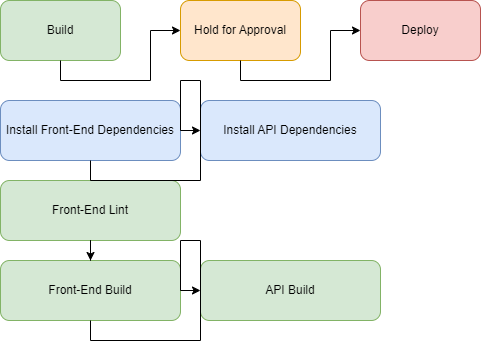 Build
Hold for Approval
Deploy
Install Front-End Dependencies
Install API Dependencies
Front-End Lint
Front-End Build
API Build